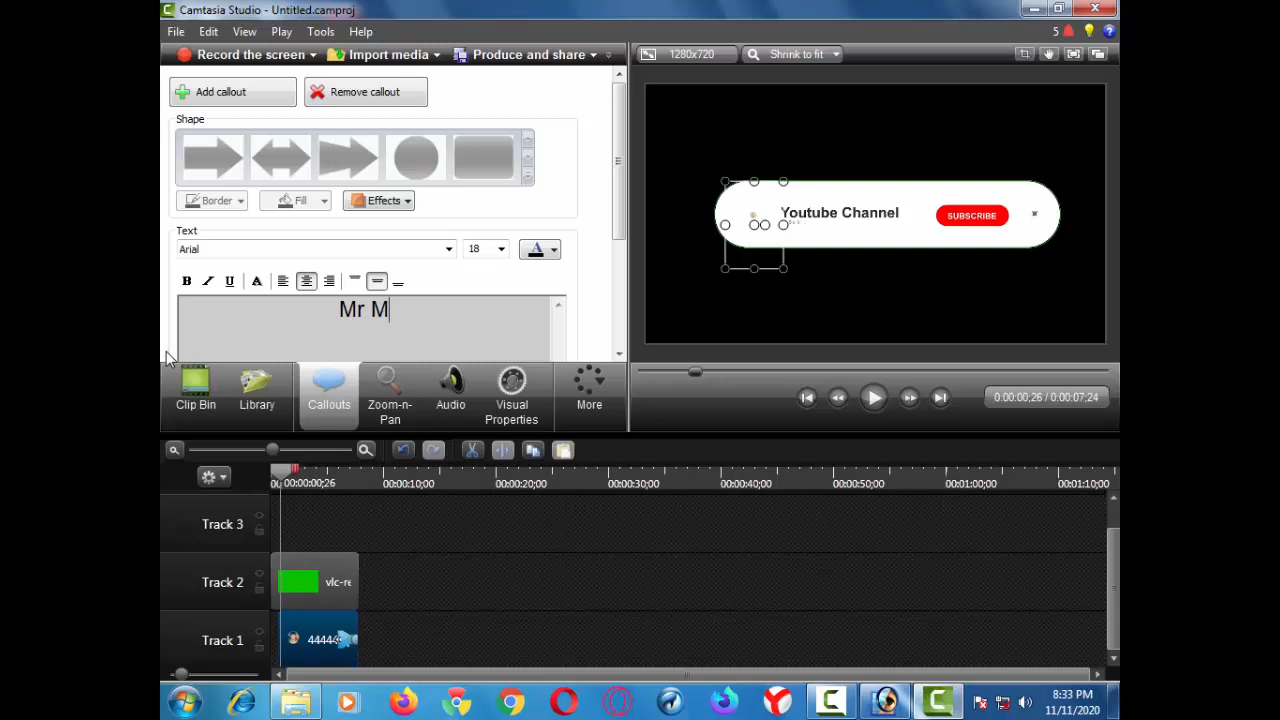 Camtasia Studio - Untitled.camproj
File Edit View Play Tools Help
5
Record the screen Import media Produce and share
1280x720 Shrink to fit
Add callout Remove callout
Shape
Border Fill Effects
Text
Arial 18
B I U A
Mr M
Youtube Channel
SUBSCRIBE
Clip Bin Library Callouts Zoom-n-Pan Audio Visual Properties More
0:00:00;26 / 0:00:07;24
00:00:00;26 00:00:10;00 00:00:20;00 00:00:30;00 00:00:40;00 00:00:50;00 00:01:00;00 00:01:10;00
Track 3
Track 2 vlc-re
Track 1 44444
8:33 PM
11/11/2020